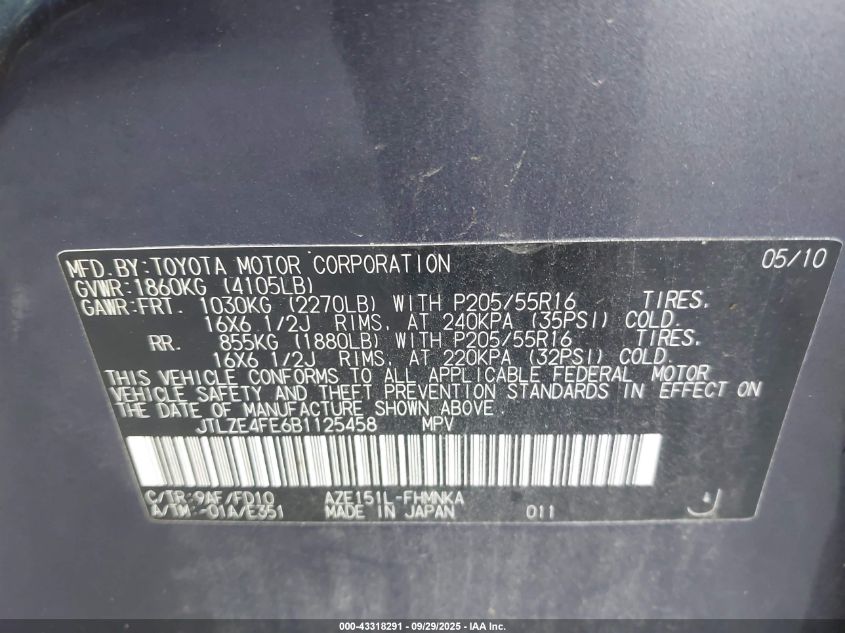 MFD.BY:TOYOTA MOTOR CORPORATION 05/10
GVWR:1860KG (4105LB)
GAWR:FRT. 1030KG (2270LB) WITH P205/55R16 TIRES,
16X6 1/2J RIMS, AT 240KPA (35PSI) COLD.
RR. 855KG (1880LB) WITH P205/55R16 TIRES,
16X6 1/2J RIMS, AT 220KPA (32PSI) COLD.
THIS VEHICLE CONFORMS TO ALL APPLICABLE FEDERAL MOTOR
VEHICLE SAFETY AND THEFT PREVENTION STANDARDS IN EFFECT ON
THE DATE OF MANUFACTURE SHOWN ABOVE.
JTLZE4FE6B1125458 MPV
C/TR:9AF/FD10 AZE151L-FHMNKA
A/TM:-01A/E351 MADE IN JAPAN 011 J
000-43318291 - 09/29/2025 - IAA Inc.